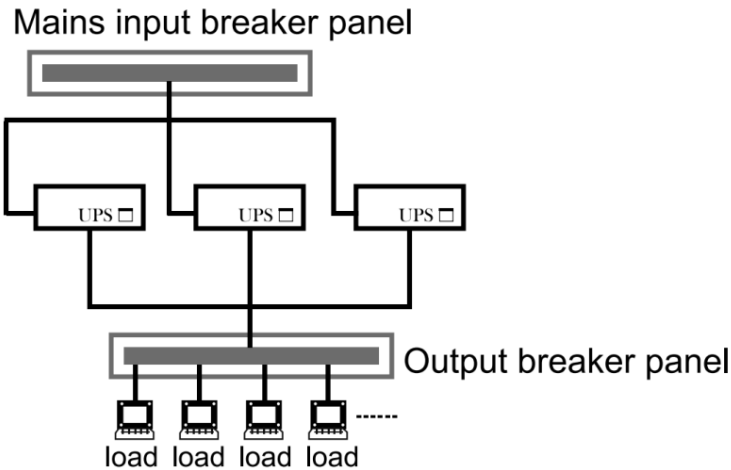 Mains input breaker panel
UPS UPS UPS
Output breaker panel
load load load load